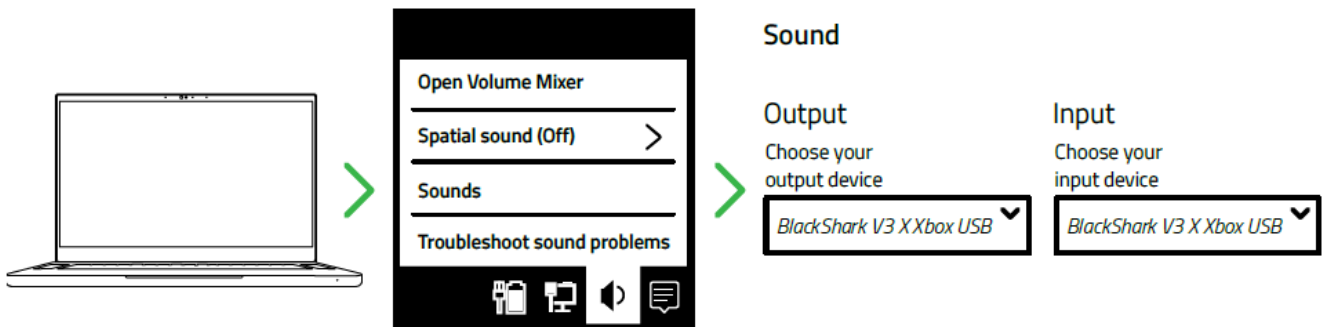 Open Volume Mixer
Spatial sound (Off)
Sounds
Troubleshoot sound problems
Sound
Output
Choose your
output device
BlackShark V3 X Xbox USB
Input
Choose your
input device
BlackShark V3 X Xbox USB